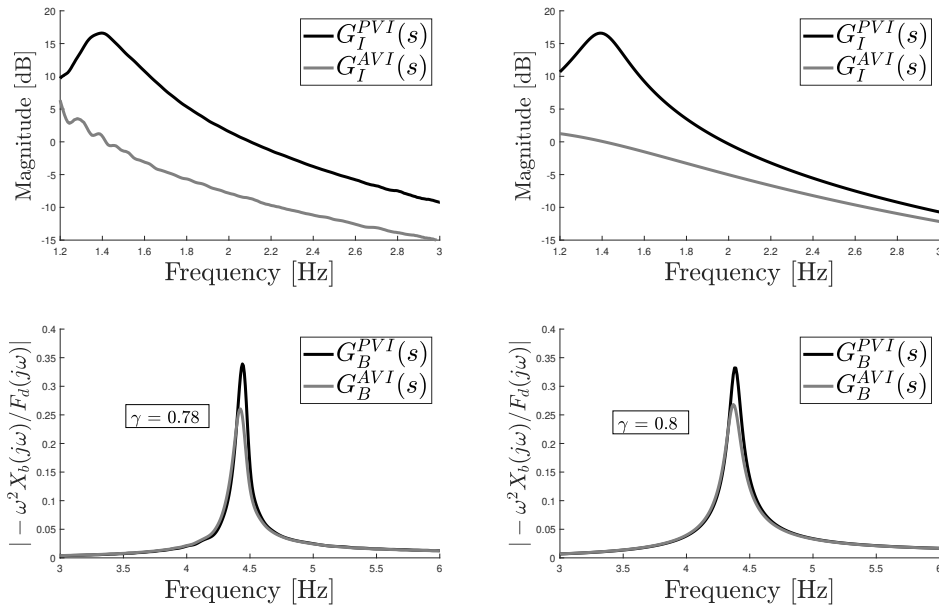 20
15
10
5
0
-5
-10
-15
Magnitude [dB]
G_I^{PVI}(s)
G_I^{AVI}(s)
1.2 1.4 1.6 1.8 2 2.2 2.4 2.6 2.8 3
Frequency [Hz]
20
15
10
5
0
-5
-10
-15
Magnitude [dB]
G_I^{PVI}(s)
G_I^{AVI}(s)
1.2 1.4 1.6 1.8 2 2.2 2.4 2.6 2.8 3
Frequency [Hz]
0.4
0.35
0.3
0.25
0.2
0.15
0.1
0.05
0
| − ω²X_b(jω)/F_d(jω)|
G_B^{PVI}(s)
G_B^{AVI}(s)
γ = 0.78
3 3.5 4 4.5 5 5.5 6
Frequency [Hz]
0.4
0.35
0.3
0.25
0.2
0.15
0.1
0.05
0
| − ω²X_b(jω)/F_d(jω)|
G_B^{PVI}(s)
G_B^{AVI}(s)
γ = 0.8
3 3.5 4 4.5 5 5.5 6
Frequency [Hz]